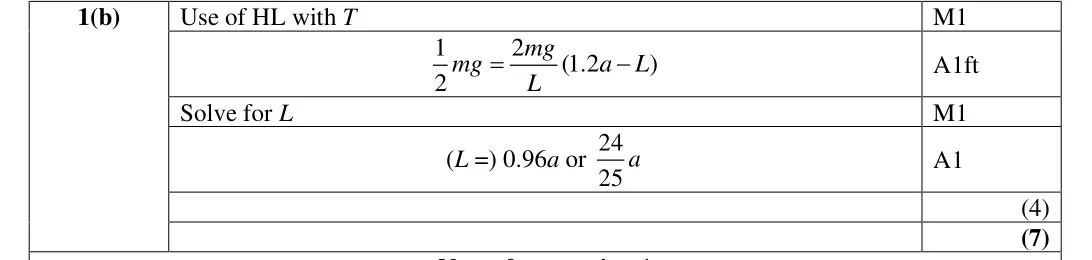 1(b) Use of HL with T M1
1/2 mg = 2mg/L (1.2a − L) A1ft
Solve for L M1
(L =) 0.96a or 24/25 a A1
(4)
(7)